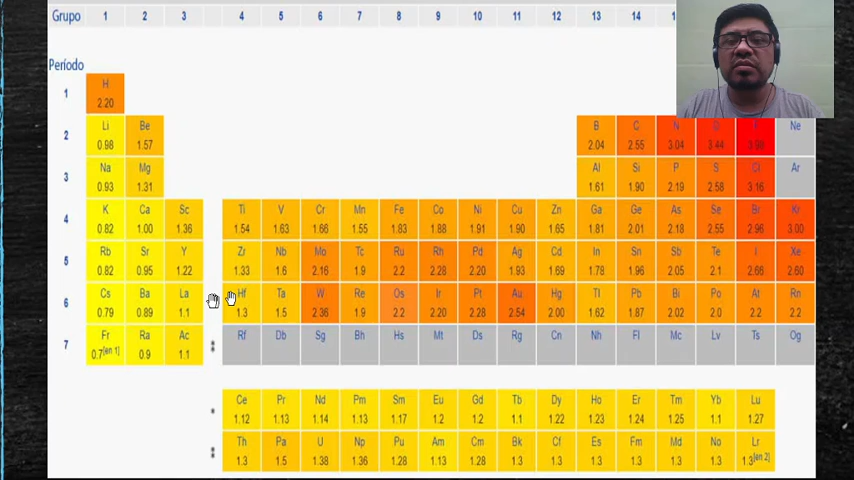 Grupo 1 2 3 4 5 6 7 8 9 10 11 12 13 14
Período
1 H
2.20
2 Li Be B C N Ne
0.98 1.57 2.04 2.55 3.04 3.44 3.98
3 Na Mg Al Si P S Cl Ar
0.93 1.31 1.61 1.90 2.19 2.58 3.16
4 K Ca Sc Ti V Cr Mn Fe Co Ni Cu Zn Ga Ge As Se Br Kr
0.82 1.00 1.36 1.54 1.63 1.66 1.55 1.83 1.88 1.91 1.90 1.65 1.81 2.01 2.18 2.55 2.96 3.00
5 Rb Sr Y Zr Nb Mo Tc Ru Rh Pd Ag Cd In Sn Sb Te I Xe
0.82 0.95 1.22 1.33 1.6 2.16 1.9 2.2 2.28 2.20 1.93 1.69 1.78 1.96 2.05 2.1 2.66 2.60
6 Cs Ba La Hf Ta W Re Os Ir Pt Au Hg Tl Pb Bi Po At Rn
0.79 0.89 1.1 1.3 1.5 2.36 1.9 2.2 2.20 2.28 2.54 2.00 1.62 1.87 2.02 2.0 2.2 2.2
7 Fr Ra Ac Rf Db Sg Bh Hs Mt Ds Rg Cn Nh Fl Mc Lv Ts Og
0.7[en 1] 0.9 1.1
* Ce Pr Nd Pm Sm Eu Gd Tb Dy Ho Er Tm Yb Lu
1.12 1.13 1.14 1.13 1.17 1.2 1.2 1.1 1.22 1.23 1.24 1.25 1.1 1.27
Th Pa U Np Pu Am Cm Bk Cf Es Fm Md No Lr
1.3 1.5 1.38 1.36 1.28 1.13 1.28 1.3 1.3 1.3 1.3 1.3 1.3 1.3[en 2]